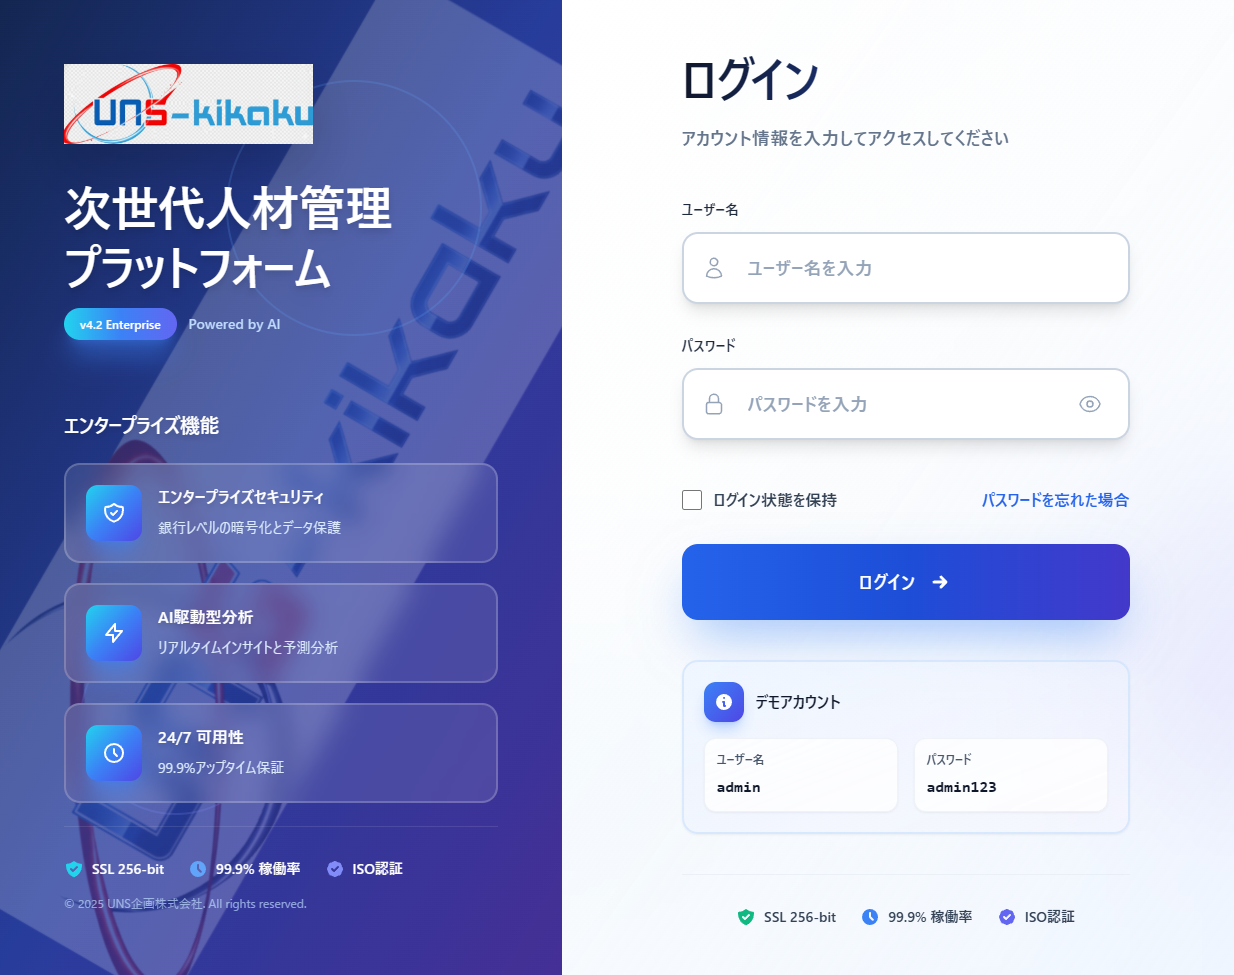 UNS-kikaku
次世代人材管理
プラットフォーム
v4.2 Enterprise
Powered by AI
エンタープライズ機能
エンタープライズセキュリティ
銀行レベルの暗号化とデータ保護
AI駆動型分析
リアルタイムインサイトと予測分析
24/7 可用性
99.9%アップタイム保証
SSL 256-bit
99.9% 稼働率
ISO認証
© 2025 UNS企画株式会社. All rights reserved.
UNS-kikaku
ログイン
アカウント情報を入力してアクセスしてください
ユーザー名
ユーザー名を入力
パスワード
パスワードを入力
ログイン状態を保持
パスワードを忘れた場合
ログイン
デモアカウント
ユーザー名
admin
パスワード
admin123
SSL 256-bit
99.9% 稼働率
ISO認証